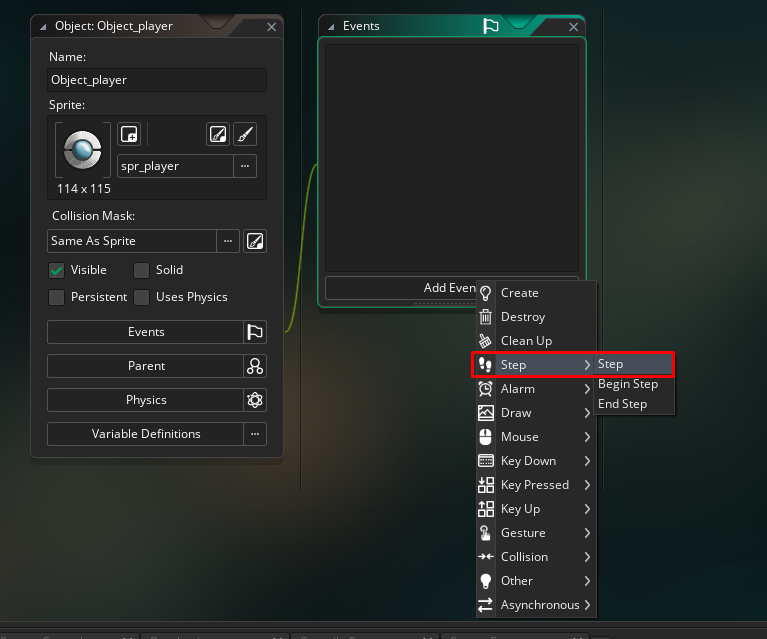 Object: Object_player
Name:
Object_player
Sprite:
spr_player
114 x 115
Collision Mask:
Same As Sprite
Visible
Solid
Persistent
Uses Physics
Events
Parent
Physics
Variable Definitions
Events
Add Even
Create
Destroy
Clean Up
Step
Alarm
Draw
Mouse
Key Down
Key Pressed
Key Up
Gesture
Collision
Other
Asynchronous
Step
Begin Step
End Step